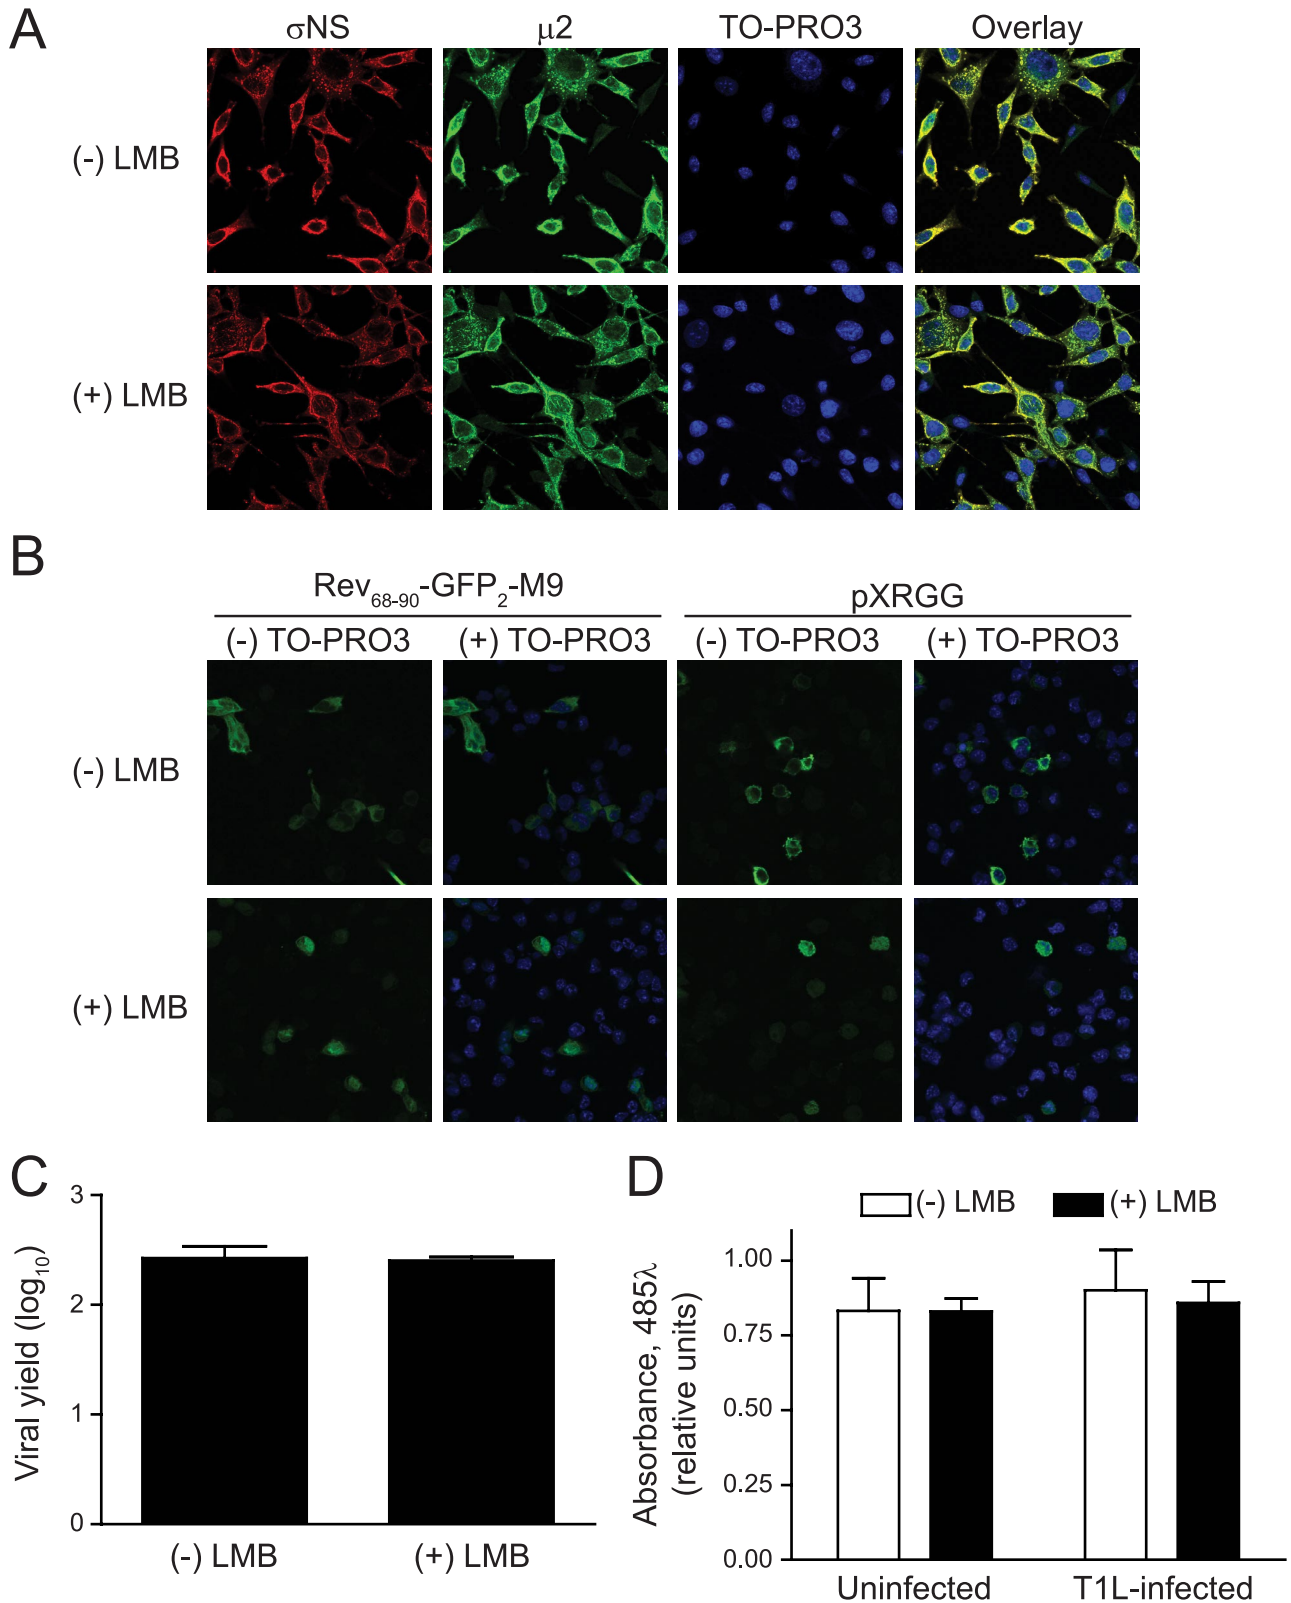 A
σNS μ2 TO-PRO3 Overlay
(-) LMB
(+) LMB
B
Rev68-90-GFP2-M9 pXRGG
(-) TO-PRO3 (+) TO-PRO3 (-) TO-PRO3 (+) TO-PRO3
(-) LMB
(+) LMB
C
Viral yield (log10)
3
2
1
0
(-) LMB (+) LMB
D
(-) LMB (+) LMB
Absorbance, 485λ
(relative units)
1.00
0.75
0.50
0.25
0.00
Uninfected T1L-infected